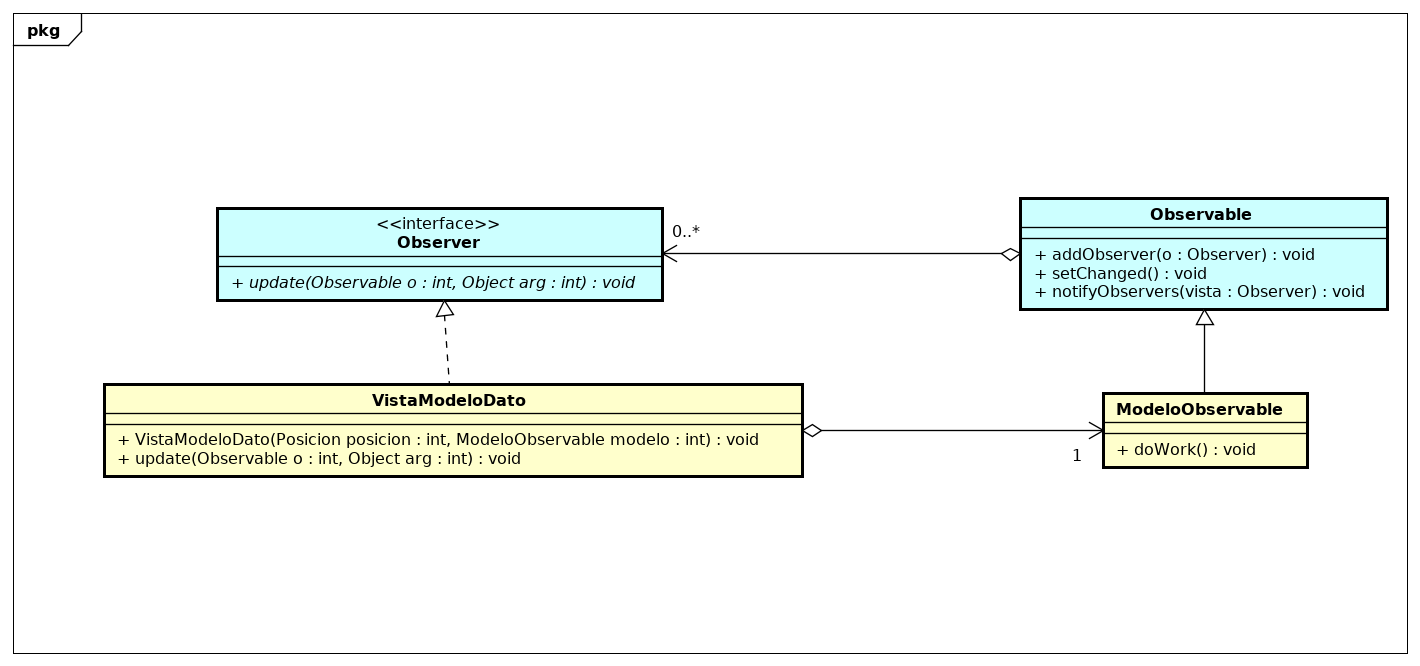 pkg
<<interface>>
Observer
+ update(Observable o : int, Object arg : int) : void
0..*
Observable
+ addObserver(o : Observer) : void
+ setChanged() : void
+ notifyObservers(vista : Observer) : void
VistaModeloDato
+ VistaModeloDato(Posicion posicion : int, ModeloObservable modelo : int) : void
+ update(Observable o : int, Object arg : int) : void
1
ModeloObservable
+ doWork() : void